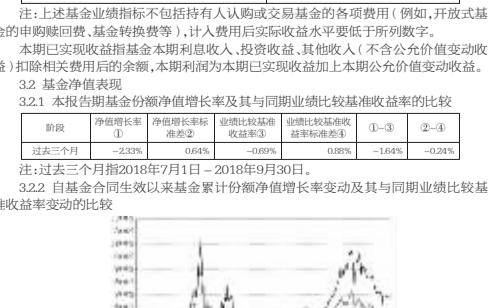 注:上述基金业绩指标不包括持有人认购或交易基金的各项费用(例如,开放式基
金的申购赎回费、基金转换费等),计入费用后实际收益水平要低于所列数字。
本期已实现收益指基金本期利息收入、投资收益、其他收入(不含公允价值变动收
益)扣除相关费用后的余额,本期利润为本期已实现收益加上本期公允价值变动收益。
3.2 基金净值表现
3.2.1 本报告期基金份额净值增长率及其与同期业绩比较基准收益率的比较
阶段 净值增长率① 净值增长率标准差② 业绩比较基准收益率③ 业绩比较基准收益率标准差④ ①-③ ②-④
过去三个月 -2.33% 0.64% -0.69% 0.88% -1.64% -0.24%
注:过去三个月指2018年7月1日-2018年9月30日。
3.2.2 自基金合同生效以来基金累计份额净值增长率变动及其与同期业绩比较基
准收益率变动的比较